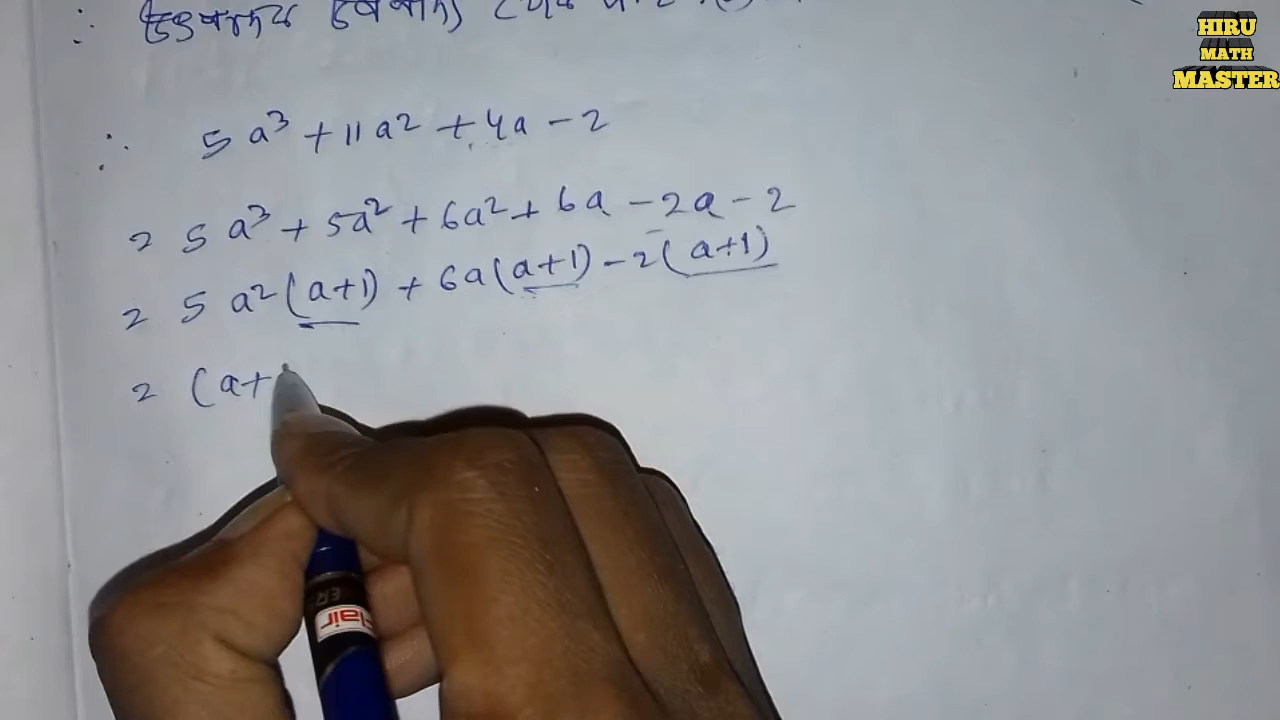 HIRU
MATH
MASTER
∴ 5a³ + 11a² + 4a - 2
= 5a³ + 5a² + 6a² + 6a - 2a - 2
= 5a²(a+1) + 6a(a+1) - 2(a+1)
= (a+